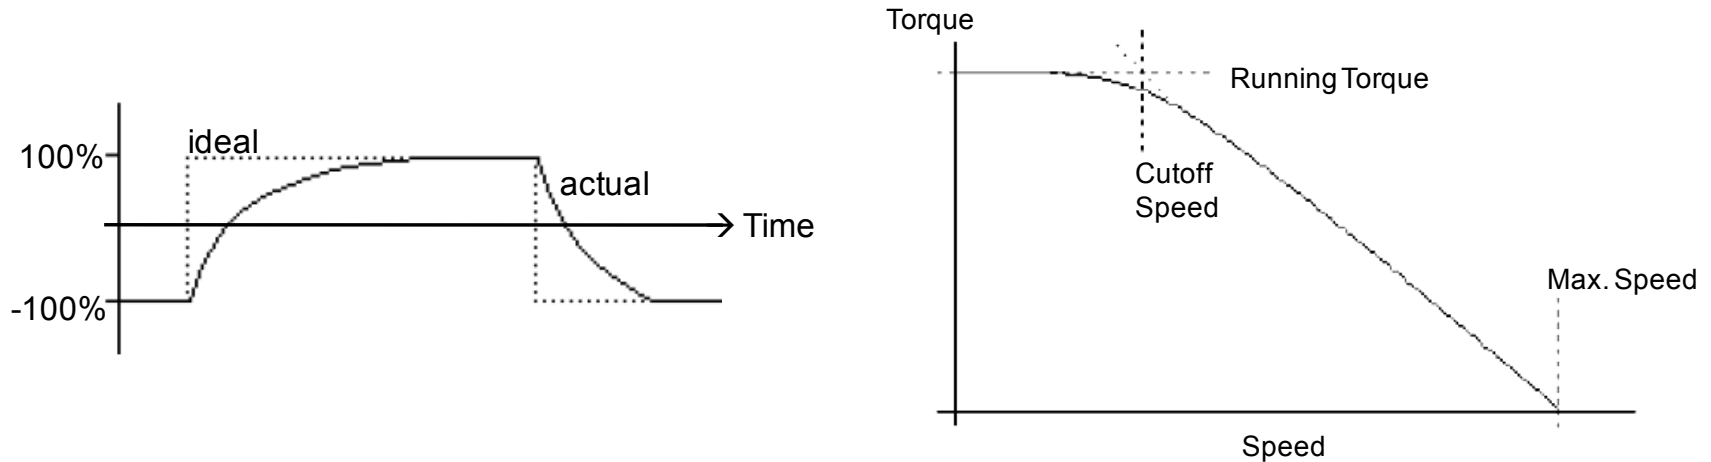 ideal
100%
actual
Time
-100%
Torque
Running Torque
Cutoff
Speed
Max. Speed
Speed